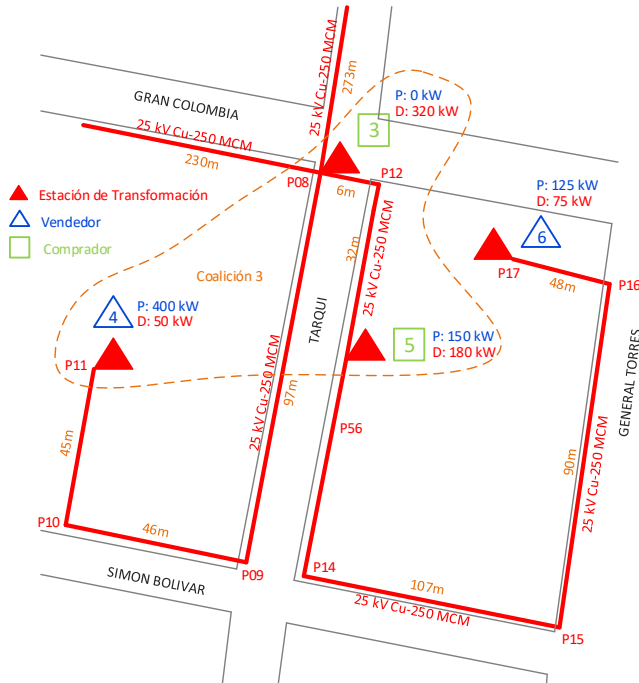 25 kV Cu-250 MCM
273m
GRAN COLOMBIA
P: 0 kW
D: 320 kW
3
25 kV Cu-250 MCM
230m
P08
6m
P12
Estación de Transformación
Vendedor
Comprador
P: 125 kW
D: 75 kW
6
P17
48m
P16
32m
25 kV Cu-250 MCM
Coalición 3
TARQUI
P: 400 kW
D: 50 kW
4
P11
P: 150 kW
D: 180 kW
5
GENERAL TORRES
25 kV Cu-250 MCM
97m
P56
45m
90m
25 kV Cu-250 MCM
P10
46m
P09
SIMON BOLIVAR
P14
107m
25 kV Cu-250 MCM
P15